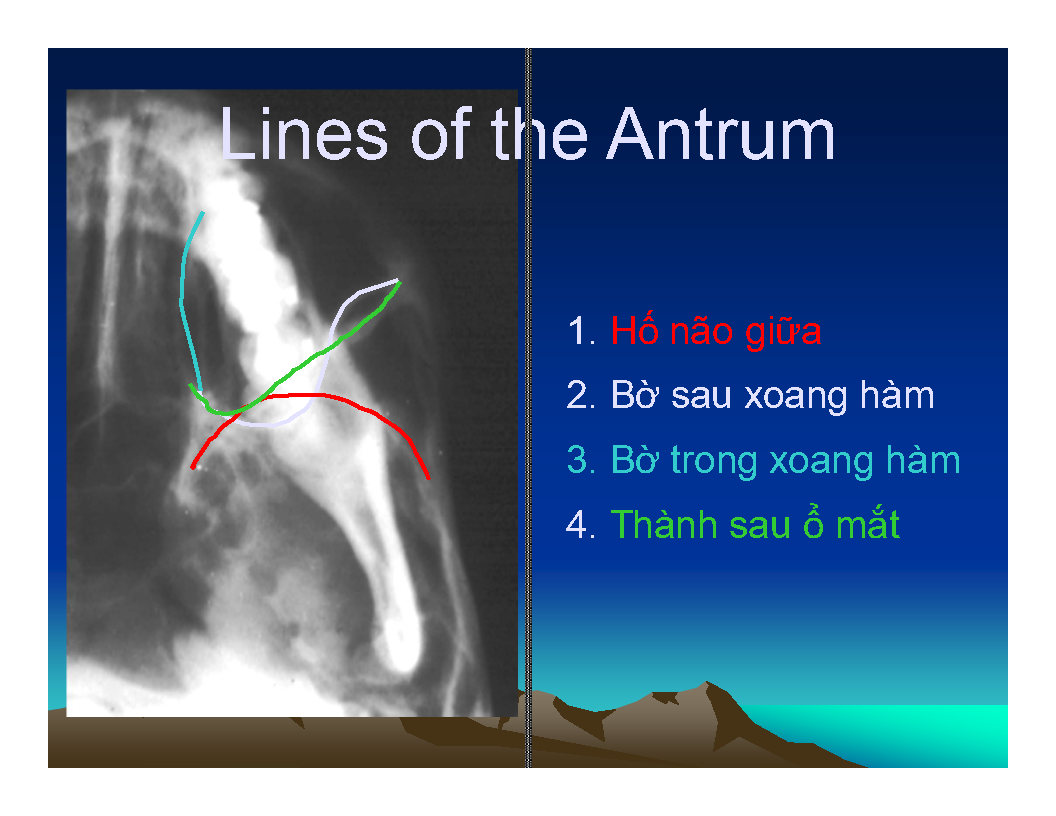 Lines of the Antrum
1. Hố não giữa
2. Bờ sau xoang hàm
3. Bờ trong xoang hàm
4. Thành sau ổ mắt